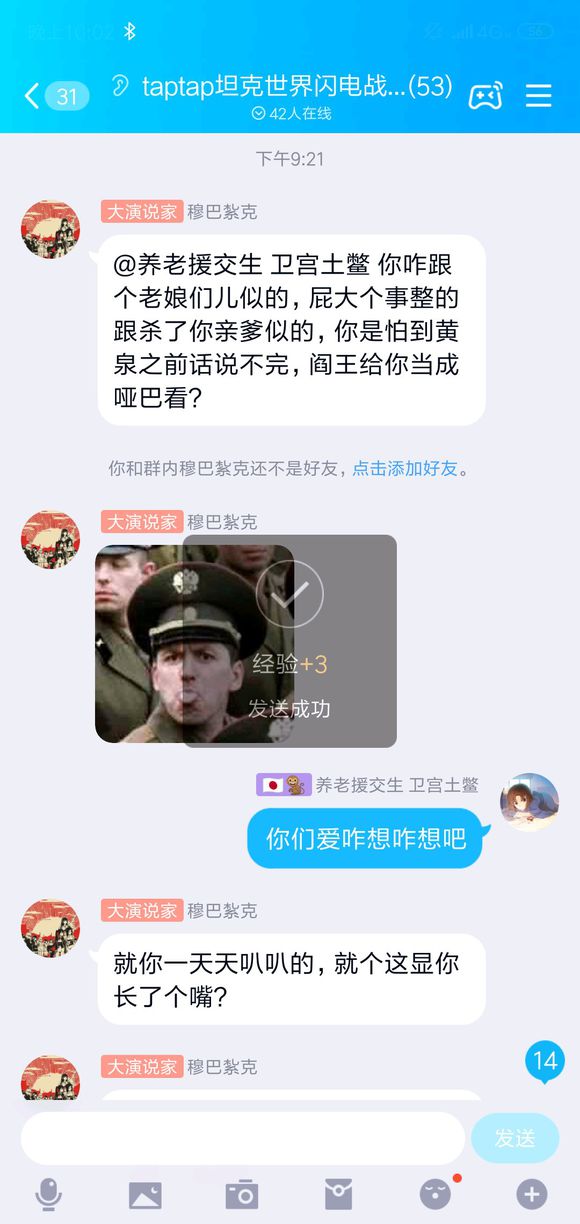 晚上10:02
4G
56
31
taptap坦克世界闪电战...(53)
42人在线
下午9:21
大演说家 穆巴紮克
@养老援交生 卫宫土鳖 你咋跟
个老娘们儿似的，屁大个事整的
跟杀了你亲爹似的，你是怕到黄
泉之前话说不完，阎王给你当成
哑巴看？
你和群内穆巴紮克还不是好友，点击添加好友。
大演说家 穆巴紮克
经验+3
发送成功
养老援交生 卫宫土鳖
你们爱咋想咋想吧
大演说家 穆巴紮克
就你一天天叭叭的，就个这显你
长了个嘴？
大演说家 穆巴紮克
14
发送